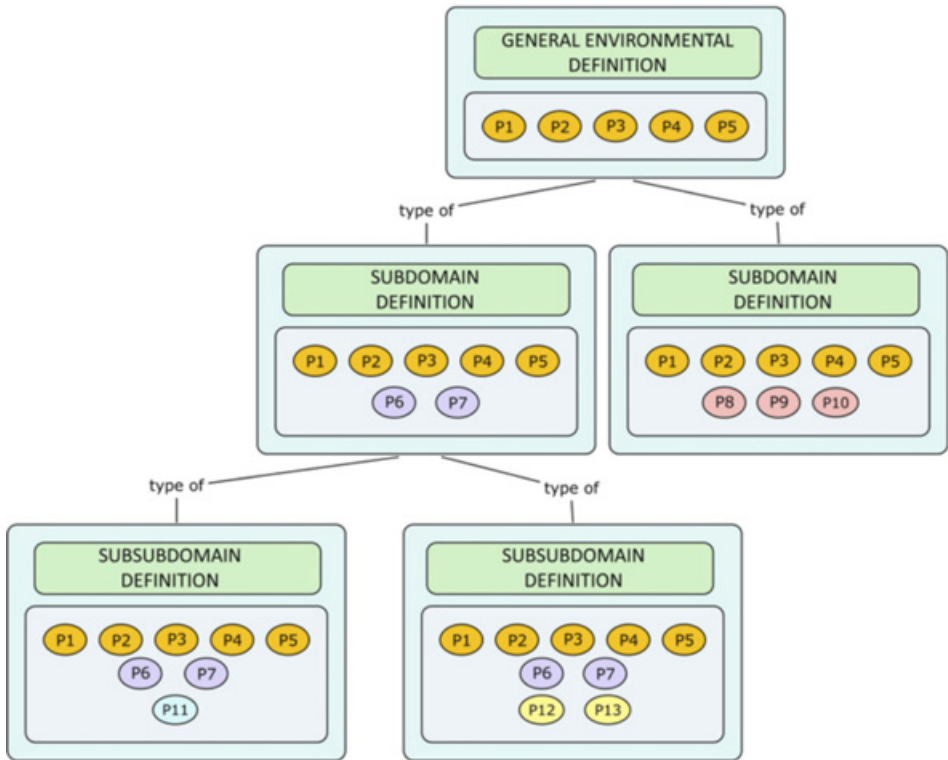 GENERAL ENVIRONMENTAL
DEFINITION
P1 P2 P3 P4 P5
type of
type of
SUBDOMAIN
DEFINITION
P1 P2 P3 P4 P5
P6 P7
SUBDOMAIN
DEFINITION
P1 P2 P3 P4 P5
P8 P9 P10
type of
type of
SUBSUBDOMAIN
DEFINITION
P1 P2 P3 P4 P5
P6 P7
P11
SUBSUBDOMAIN
DEFINITION
P1 P2 P3 P4 P5
P6 P7
P12 P13